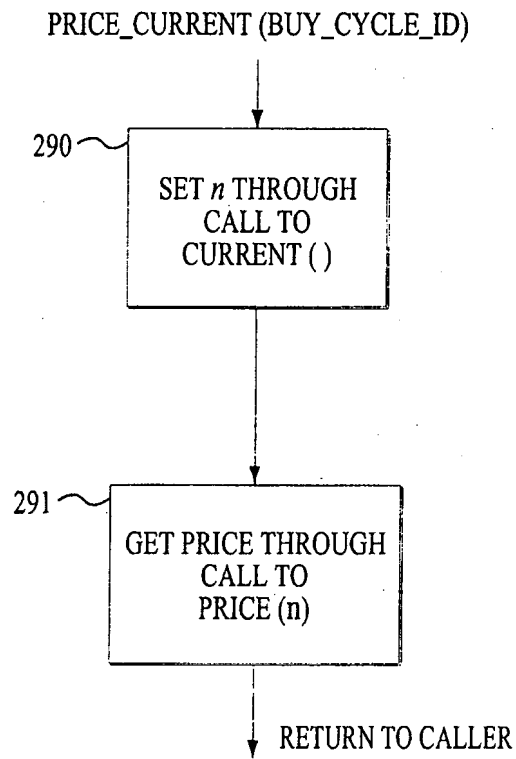 PRICE_CURRENT (BUY_CYCLE_ID)
290
SET n THROUGH
CALL TO
CURRENT ( )
291
GET PRICE THROUGH
CALL TO
PRICE (n)
RETURN TO CALLER